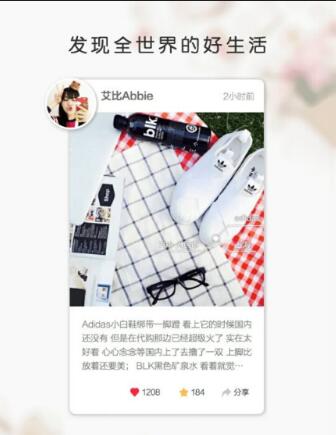 发现全世界的好生活
艾比Abbie
2小时前
blk.
adidas
Adidas小白鞋绑带一脚蹬 看上它的时候国内
还没有 但是在代购那边已经超级火了 实在太
好看 心心念念等国内上了去撸了一双 上脚比
放着还要美； BLK黑色矿泉水 看着就觉…
1208
184
分享